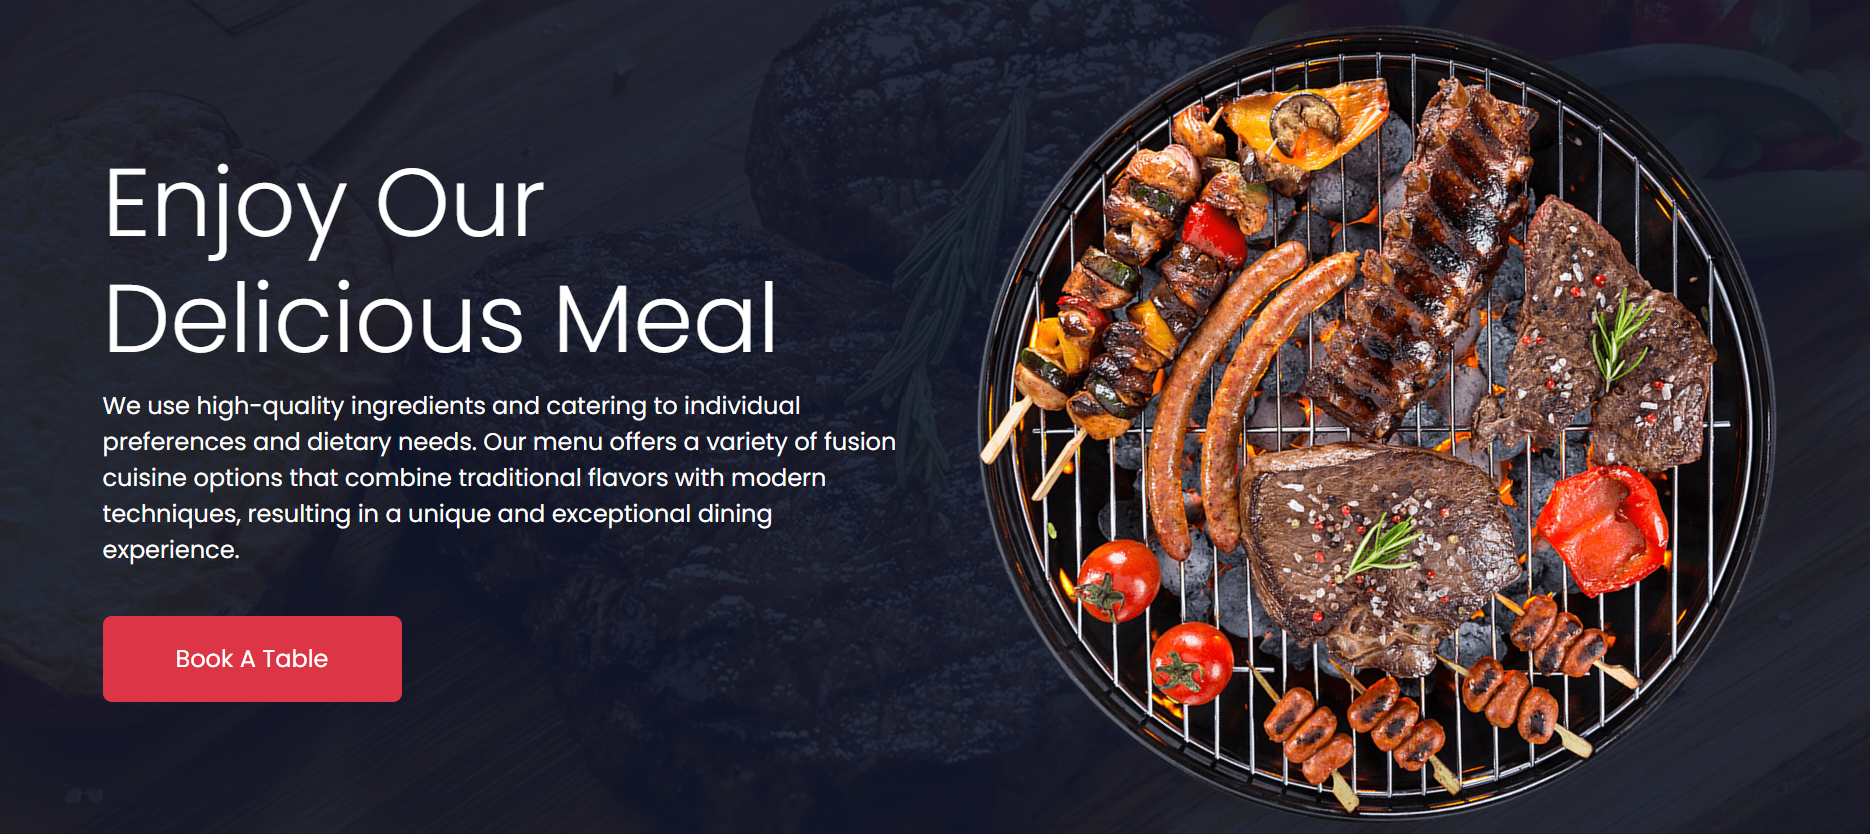 Enjoy Our
Delicious Meal
We use high-quality ingredients and catering to individual
preferences and dietary needs. Our menu offers a variety of fusion
cuisine options that combine traditional flavors with modern
techniques, resulting in a unique and exceptional dining
experience.
Book A Table